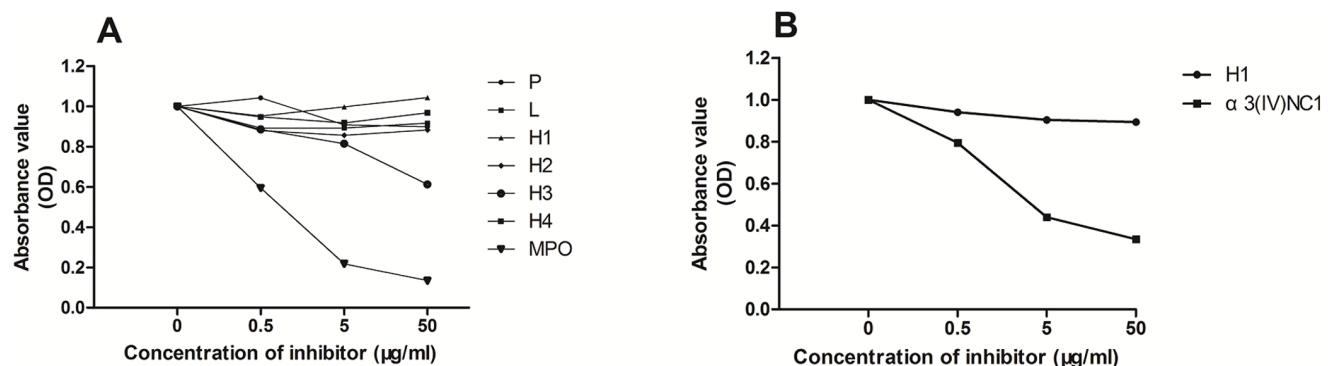 A
1.2
1.0
0.8
0.6
0.4
0.2
0.0
Absorbance value
(OD)
0 0.5 5 50
Concentration of inhibitor (µg/ml)
P
L
H1
H2
H3
H4
MPO
B
1.2
1.0
0.8
0.6
0.4
0.2
0.0
Absorbance value
(OD)
0 0.5 5 50
Concentration of inhibitor (µg/ml)
H1
α 3(IV)NC1